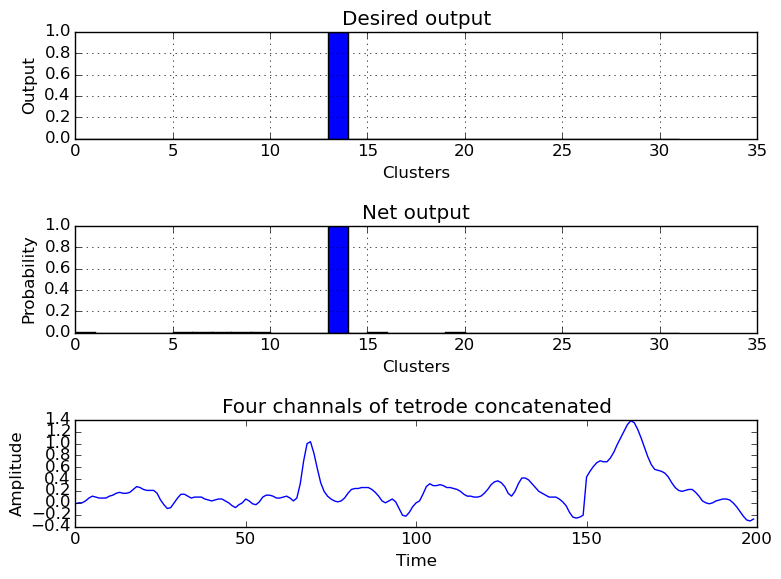 Desired output
1.0
0.8
0.6
0.4
0.2
0.0
Output
0 5 10 15 20 25 30 35
Clusters
Net output
1.0
0.8
0.6
0.4
0.2
0.0
Probability
0 5 10 15 20 25 30 35
Clusters
Four channals of tetrode concatenated
1.4
1.2
1.0
0.8
0.6
0.4
0.2
0.0
−0.2
−0.4
Amplitude
0 50 100 150 200
Time